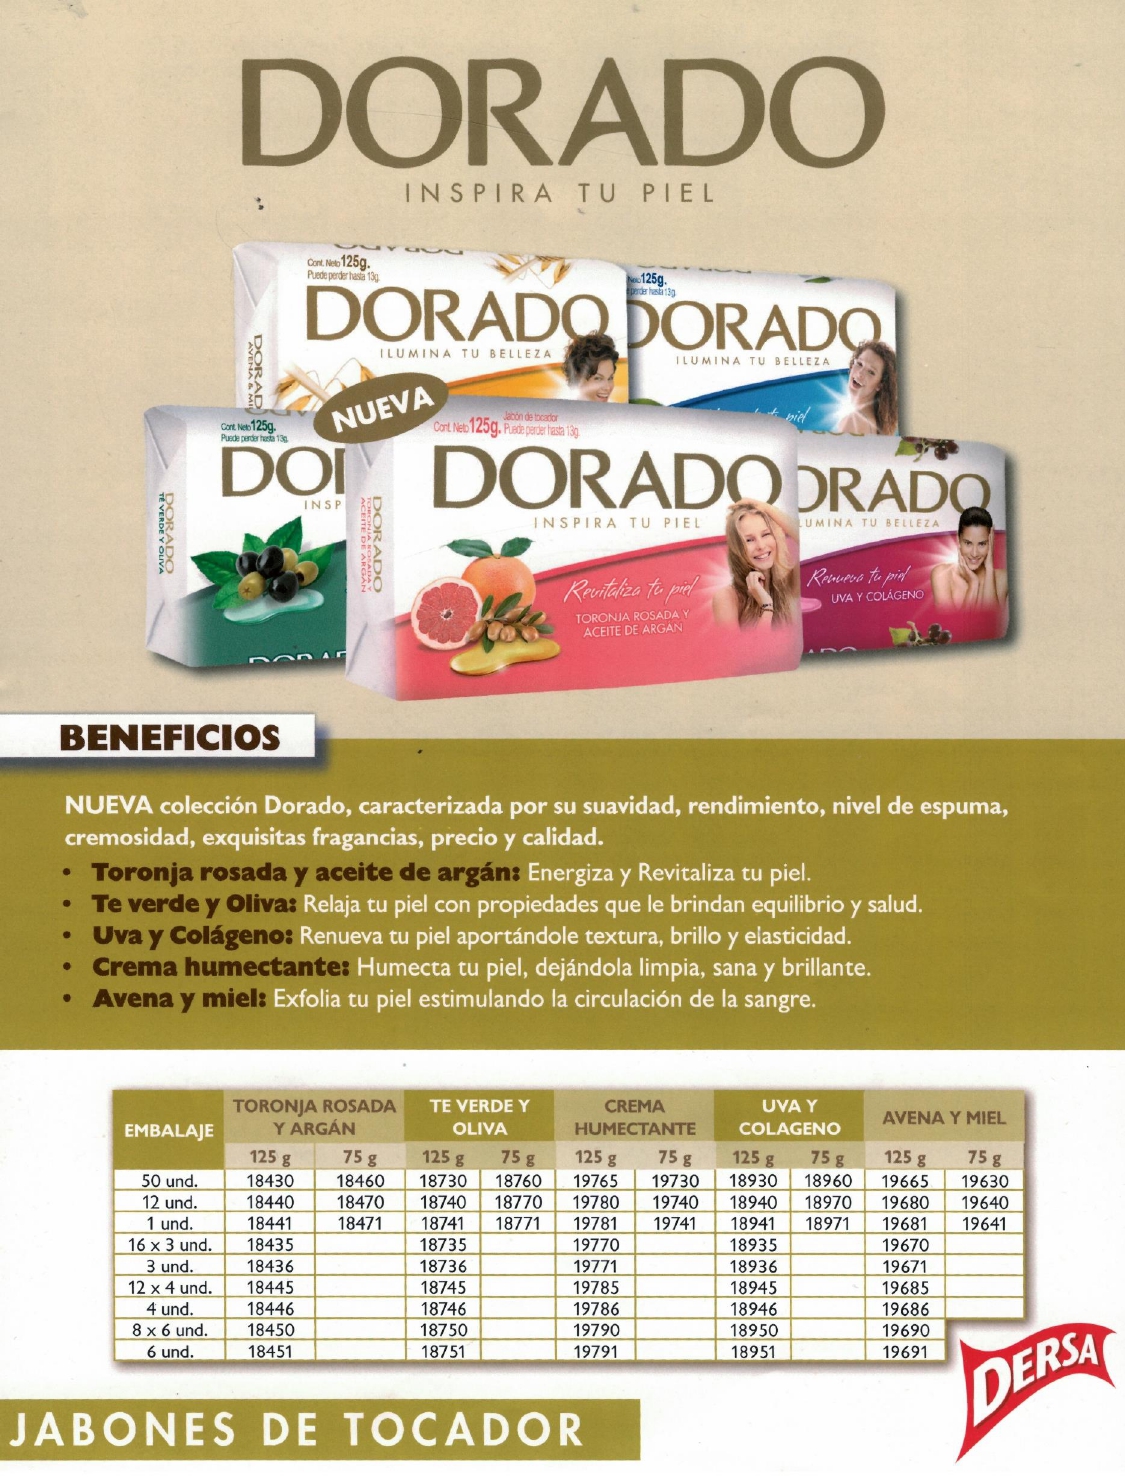 DORADO
INSPIRA TU PIEL
Cont. Neto 125g.
Puede perder hasta 13g.
DORADO
ILUMINA TU BELLEZA
DORADO
125g.
perder hasta 13g.
DORADO
ILUMINA TU BELLEZA
NUEVA
Cont. Neto 125g.
Puede perder hasta 13g.
INSP
DORADO
TE VERDE Y OLIVA
Jabón de tocador
Cont. Neto 125g. Puede perder hasta 13g.
DORADO
INSPIRA TU PIEL
DORADO
TORONJA ROSADA Y
ACEITE DE ARGÁN
Revitaliza tu piel
TORONJA ROSADA Y
ACEITE DE ARGÁN
DORADO
ILUMINA TU BELLEZA
Renueva tu piel
UVA Y COLÁGENO
BENEFICIOS
NUEVA colección Dorado, caracterizada por su suavidad, rendimiento, nivel de espuma,
cremosidad, exquisitas fragancias, precio y calidad.
• Toronja rosada y aceite de argán: Energiza y Revitaliza tu piel.
• Te verde y Oliva: Relaja tu piel con propiedades que le brindan equilibrio y salud.
• Uva y Colágeno: Renueva tu piel aportándole textura, brillo y elasticidad.
• Crema humectante: Humecta tu piel, dejándola limpia, sana y brillante.
• Avena y miel: Exfolia tu piel estimulando la circulación de la sangre.
EMBALAJE TORONJA ROSADA Y ARGÁN TE VERDE Y OLIVA CREMA HUMECTANTE UVA Y COLAGENO AVENA Y MIEL
125 g 75 g 125 g 75 g 125 g 75 g 125 g 75 g 125 g 75 g
50 und. 18430 18460 18730 18760 19765 19730 18930 18960 19665 19630
12 und. 18440 18470 18740 18770 19780 19740 18940 18970 19680 19640
1 und. 18441 18471 18741 18771 19781 19741 18941 18971 19681 19641
16 x 3 und. 18435 18735 19770 18935 19670
3 und. 18436 18736 19771 18936 19671
12 x 4 und. 18445 18745 19785 18945 19685
4 und. 18446 18746 19786 18946 19686
8 x 6 und. 18450 18750 19790 18950 19690
6 und. 18451 18751 19791 18951 19691
DERSA
JABONES DE TOCADOR